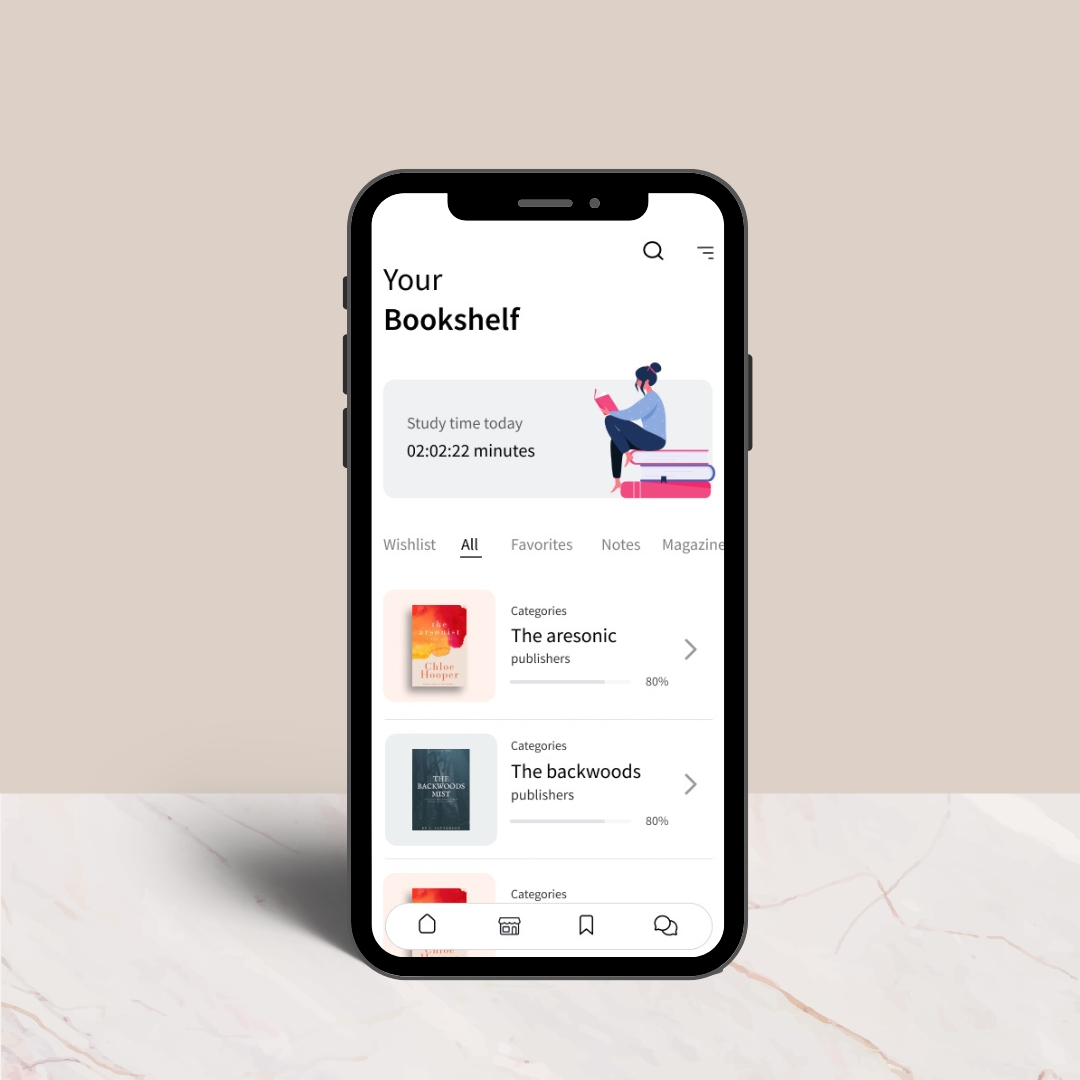 Your
Bookshelf
Study time today
02:02:22 minutes
Wishlist All Favorites Notes Magazine
the
arsonist
Chloe
Hooper
Categories
The aresonic
publishers
80%
THE
BACKWOODS
MIST
Categories
The backwoods
publishers
80%
Categories